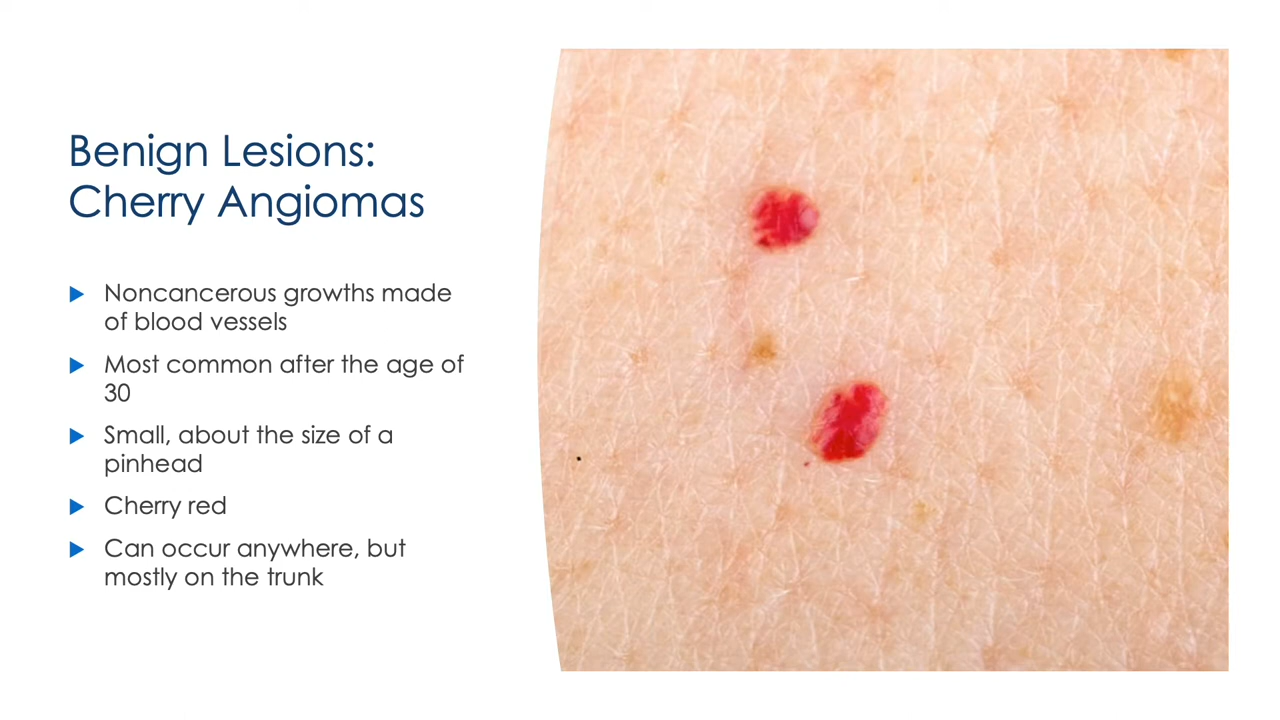 Benign Lesions:
Cherry Angiomas
Noncancerous growths made
of blood vessels
Most common after the age of
30
Small, about the size of a
pinhead
Cherry red
Can occur anywhere, but
mostly on the trunk